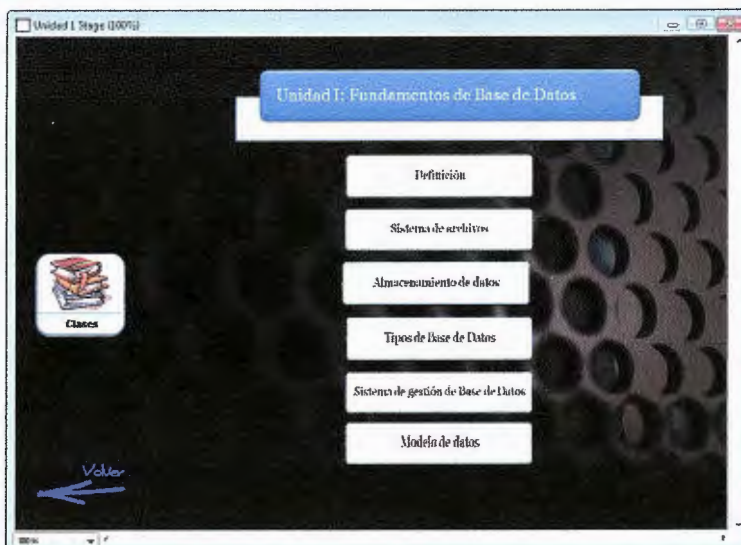 Unidad 1 Stage (100%)
Unidad I: Fundamentos de Base de Datos
Definición
Sistema de archivos
Almacenamiento de datos
Tipos de Base de Datos
Sistema de gestión de Base de Datos
Modelo de datos
Clases
Volver
100%